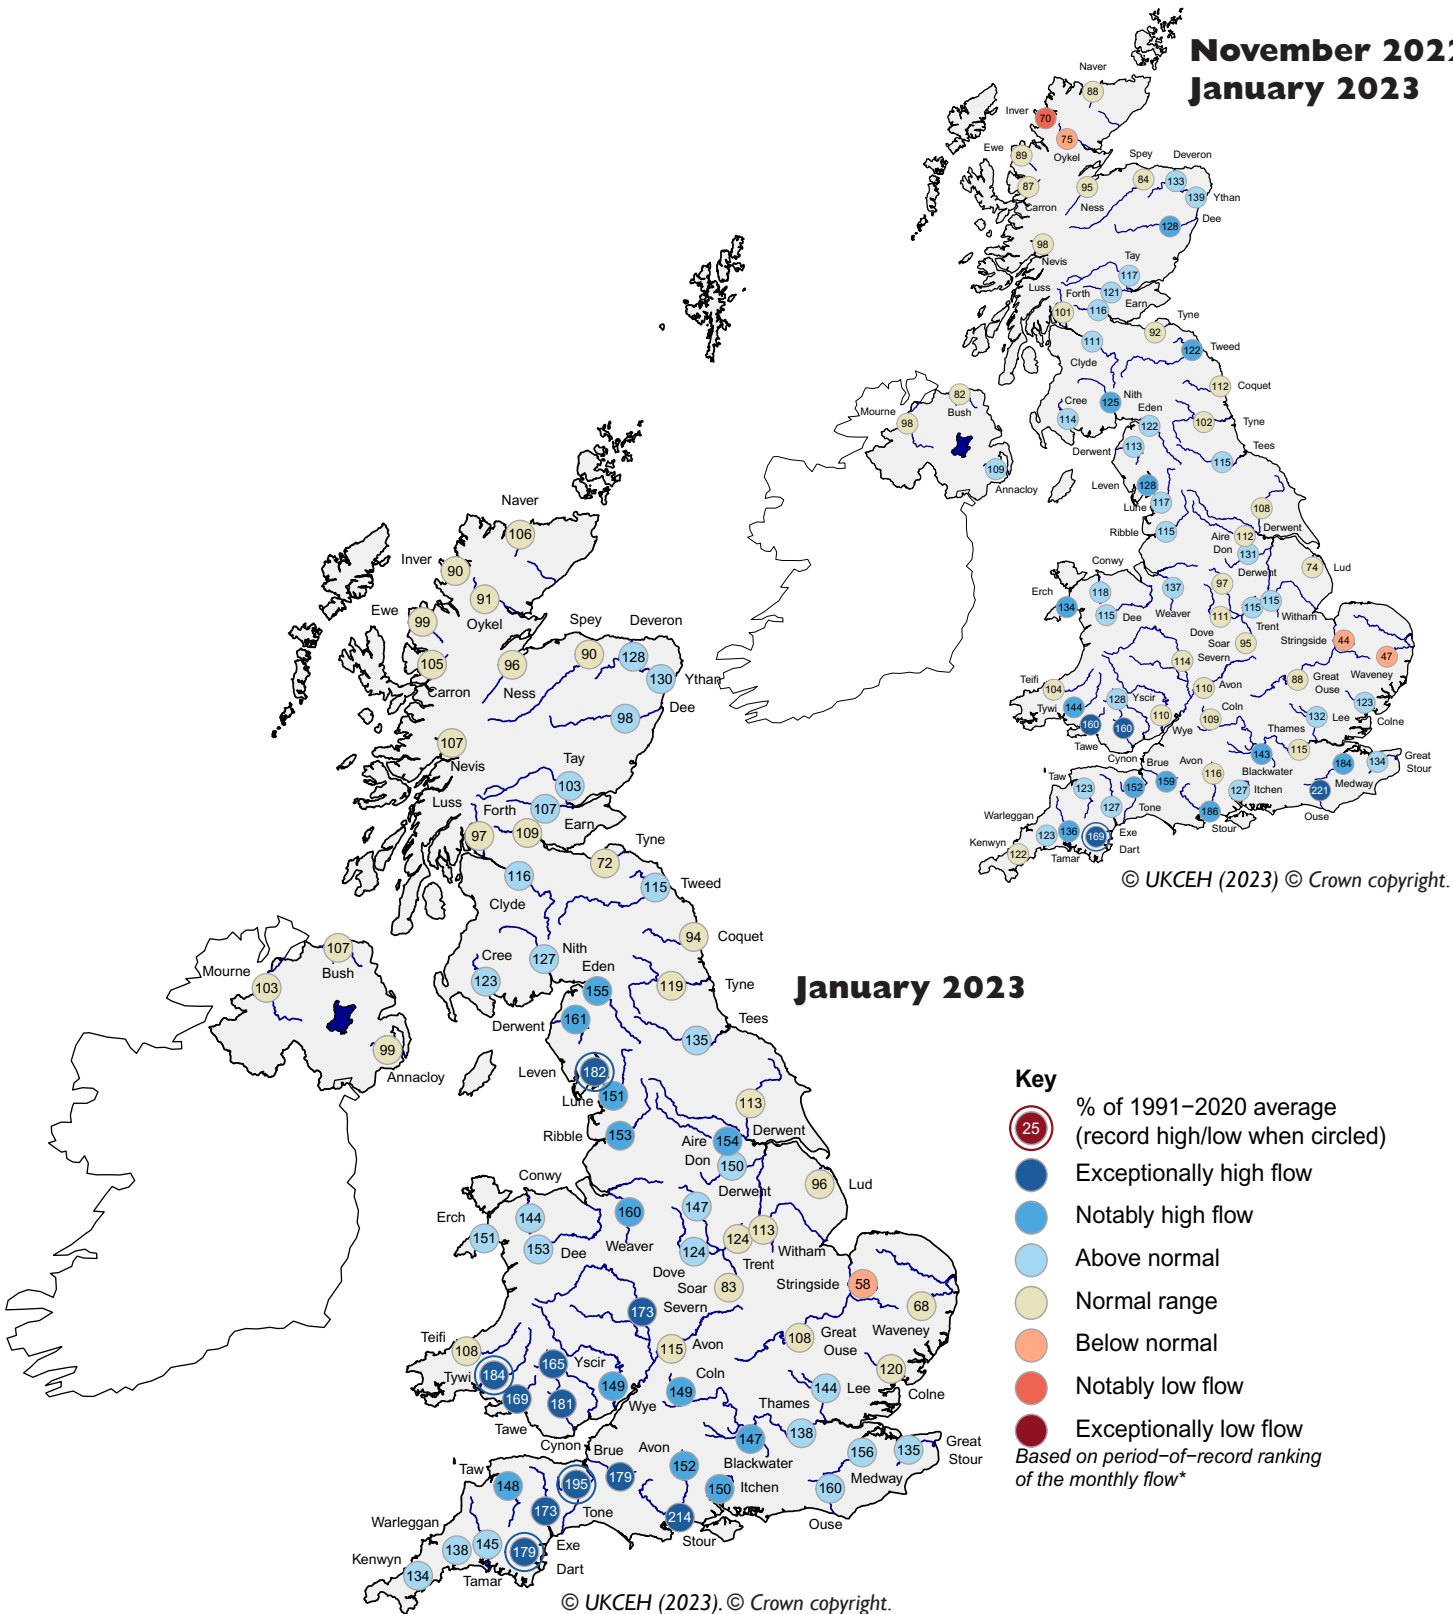 November 2022
January 2023
Naver
88
Inver
70
75
Oykel
Ewe
89
87
Carron
95
Ness
Spey
84
Deveron
133
139
Ythan
128
Dee
98
Nevis
Tay
117
Luss
Forth
121
Earn
101
116
Tyne
92
111
Clyde
122
Tweed
112
Coquet
Cree
114
125
Nith
Eden
122
102
Tyne
Derwent
113
Tees
115
Mourne
98
82
Bush
109
Annacloy
Leven
128
Lune
117
Ribble
115
108
Derwent
Aire
112
Don
131
74
Lud
Conwy
118
Erch
134
115
Dee
137
Weaver
97
Derwent
111
Dove
115
115
Trent
Witham
Soar
95
Stringside
44
47
Waveney
114
Severn
88
Great
Ouse
Teifi
104
Tywi
144
128
Yscir
110
Avon
Coln
109
110
Wye
160
Tawe
160
Cynon
132
Lee
123
Colne
Thames
115
143
Blackwater
184
Medway
134
Great
Stour
Brue
159
Avon
116
127
Itchen
221
Ouse
Taw
123
152
Tone
127
Exe
186
Stour
Warleggan
123
136
Tamar
169
Dart
Kenwyn
122
© UKCEH (2023) © Crown copyright.
January 2023
Naver
106
Inver
90
91
Oykel
Ewe
99
105
Carron
96
Ness
Spey
90
Deveron
128
130
Ythan
98
Dee
107
Nevis
Tay
103
Luss
Forth
107
Earn
97
109
Tyne
72
116
Clyde
115
Tweed
94
Coquet
Cree
123
127
Nith
Eden
155
119
Tyne
Derwent
161
Tees
135
Mourne
103
107
Bush
99
Annacloy
Leven
182
Lune
151
Ribble
153
113
Derwent
Aire
154
Don
150
96
Lud
Conwy
144
Erch
151
153
Dee
160
Weaver
147
Derwent
124
Dove
124
113
Trent
Witham
Soar
83
Stringside
58
68
Waveney
173
Severn
108
Great
Ouse
Teifi
108
Tywi
184
165
Yscir
115
Avon
Coln
149
149
Wye
169
Tawe
181
Cynon
144
Lee
120
Colne
Thames
138
147
Blackwater
156
Medway
135
Great
Stour
Brue
179
Avon
152
150
Itchen
160
Ouse
Taw
148
195
Tone
173
Exe
214
Stour
Warleggan
138
145
Tamar
179
Dart
Kenwyn
134
© UKCEH (2023). © Crown copyright.
Key
25
% of 1991−2020 average
(record high/low when circled)
Exceptionally high flow
Notably high flow
Above normal
Normal range
Below normal
Notably low flow
Exceptionally low flow
Based on period−of−record ranking
of the monthly flow*